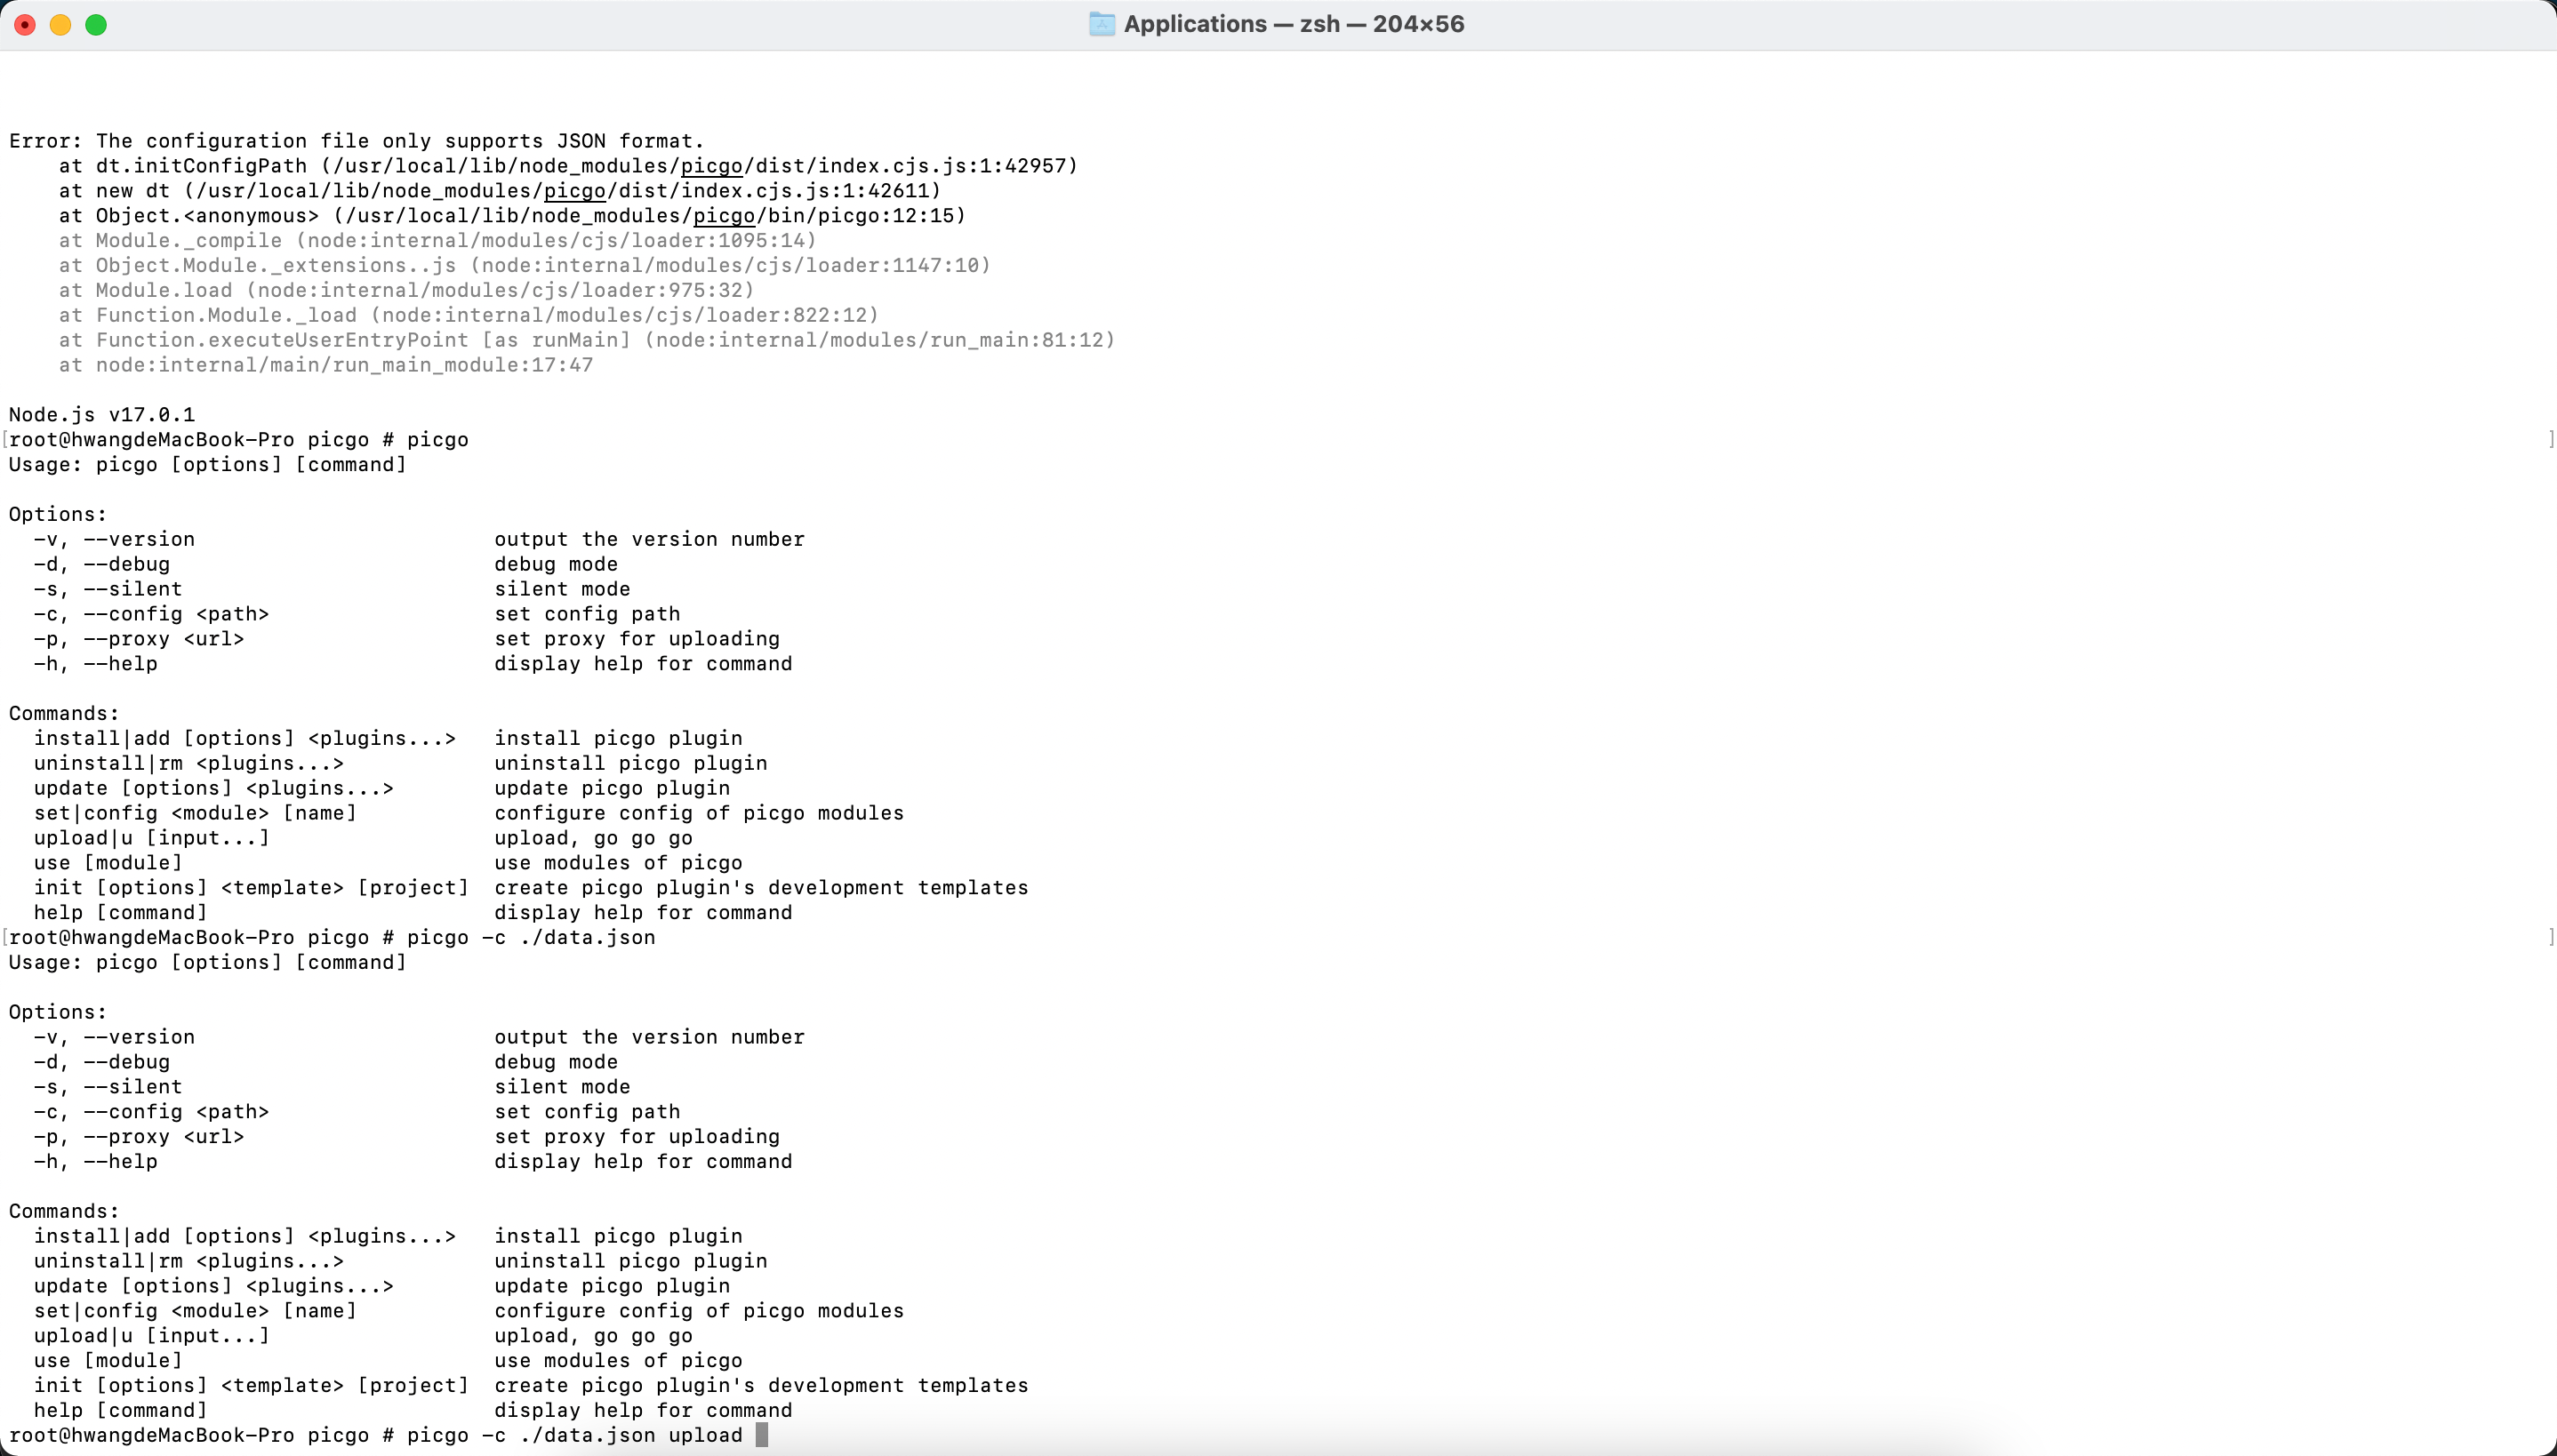 Applications — zsh — 204×56
Error: The configuration file only supports JSON format.
    at dt.initConfigPath (/usr/local/lib/node_modules/picgo/dist/index.cjs.js:1:42957)
    at new dt (/usr/local/lib/node_modules/picgo/dist/index.cjs.js:1:42611)
    at Object.<anonymous> (/usr/local/lib/node_modules/picgo/bin/picgo:12:15)
    at Module._compile (node:internal/modules/cjs/loader:1095:14)
    at Object.Module._extensions..js (node:internal/modules/cjs/loader:1147:10)
    at Module.load (node:internal/modules/cjs/loader:975:32)
    at Function.Module._load (node:internal/modules/cjs/loader:822:12)
    at Function.executeUserEntryPoint [as runMain] (node:internal/modules/run_main:81:12)
    at node:internal/main/run_main_module:17:47
Node.js v17.0.1
[root@hwangdeMacBook-Pro picgo # picgo ]
Usage: picgo [options] [command]
Options:
  -v, --version                        output the version number
  -d, --debug                          debug mode
  -s, --silent                         silent mode
  -c, --config <path>                  set config path
  -p, --proxy <url>                    set proxy for uploading
  -h, --help                           display help for command
Commands:
  install|add [options] <plugins...>   install picgo plugin
  uninstall|rm <plugins...>            uninstall picgo plugin
  update [options] <plugins...>        update picgo plugin
  set|config <module> [name]           configure config of picgo modules
  upload|u [input...]                  upload, go go go
  use [module]                         use modules of picgo
  init [options] <template> [project]  create picgo plugin's development templates
  help [command]                       display help for command
[root@hwangdeMacBook-Pro picgo # picgo -c ./data.json ]
Usage: picgo [options] [command]
Options:
  -v, --version                        output the version number
  -d, --debug                          debug mode
  -s, --silent                         silent mode
  -c, --config <path>                  set config path
  -p, --proxy <url>                    set proxy for uploading
  -h, --help                           display help for command
Commands:
  install|add [options] <plugins...>   install picgo plugin
  uninstall|rm <plugins...>            uninstall picgo plugin
  update [options] <plugins...>        update picgo plugin
  set|config <module> [name]           configure config of picgo modules
  upload|u [input...]                  upload, go go go
  use [module]                         use modules of picgo
  init [options] <template> [project]  create picgo plugin's development templates
  help [command]                       display help for command
root@hwangdeMacBook-Pro picgo # picgo -c ./data.json upload